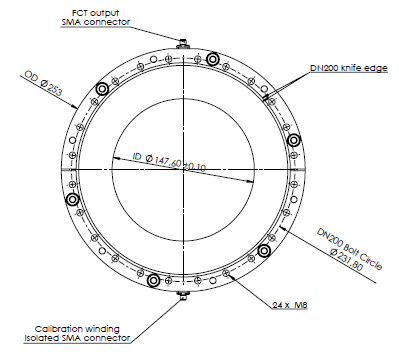 FCT output
SMA connector
OD Ø253
DN200 knife edge
ID Ø147,60 ±0,10
DN200 Bolt Circle
Ø231,80
24 x M8
Calibration winding
Isolated SMA connector